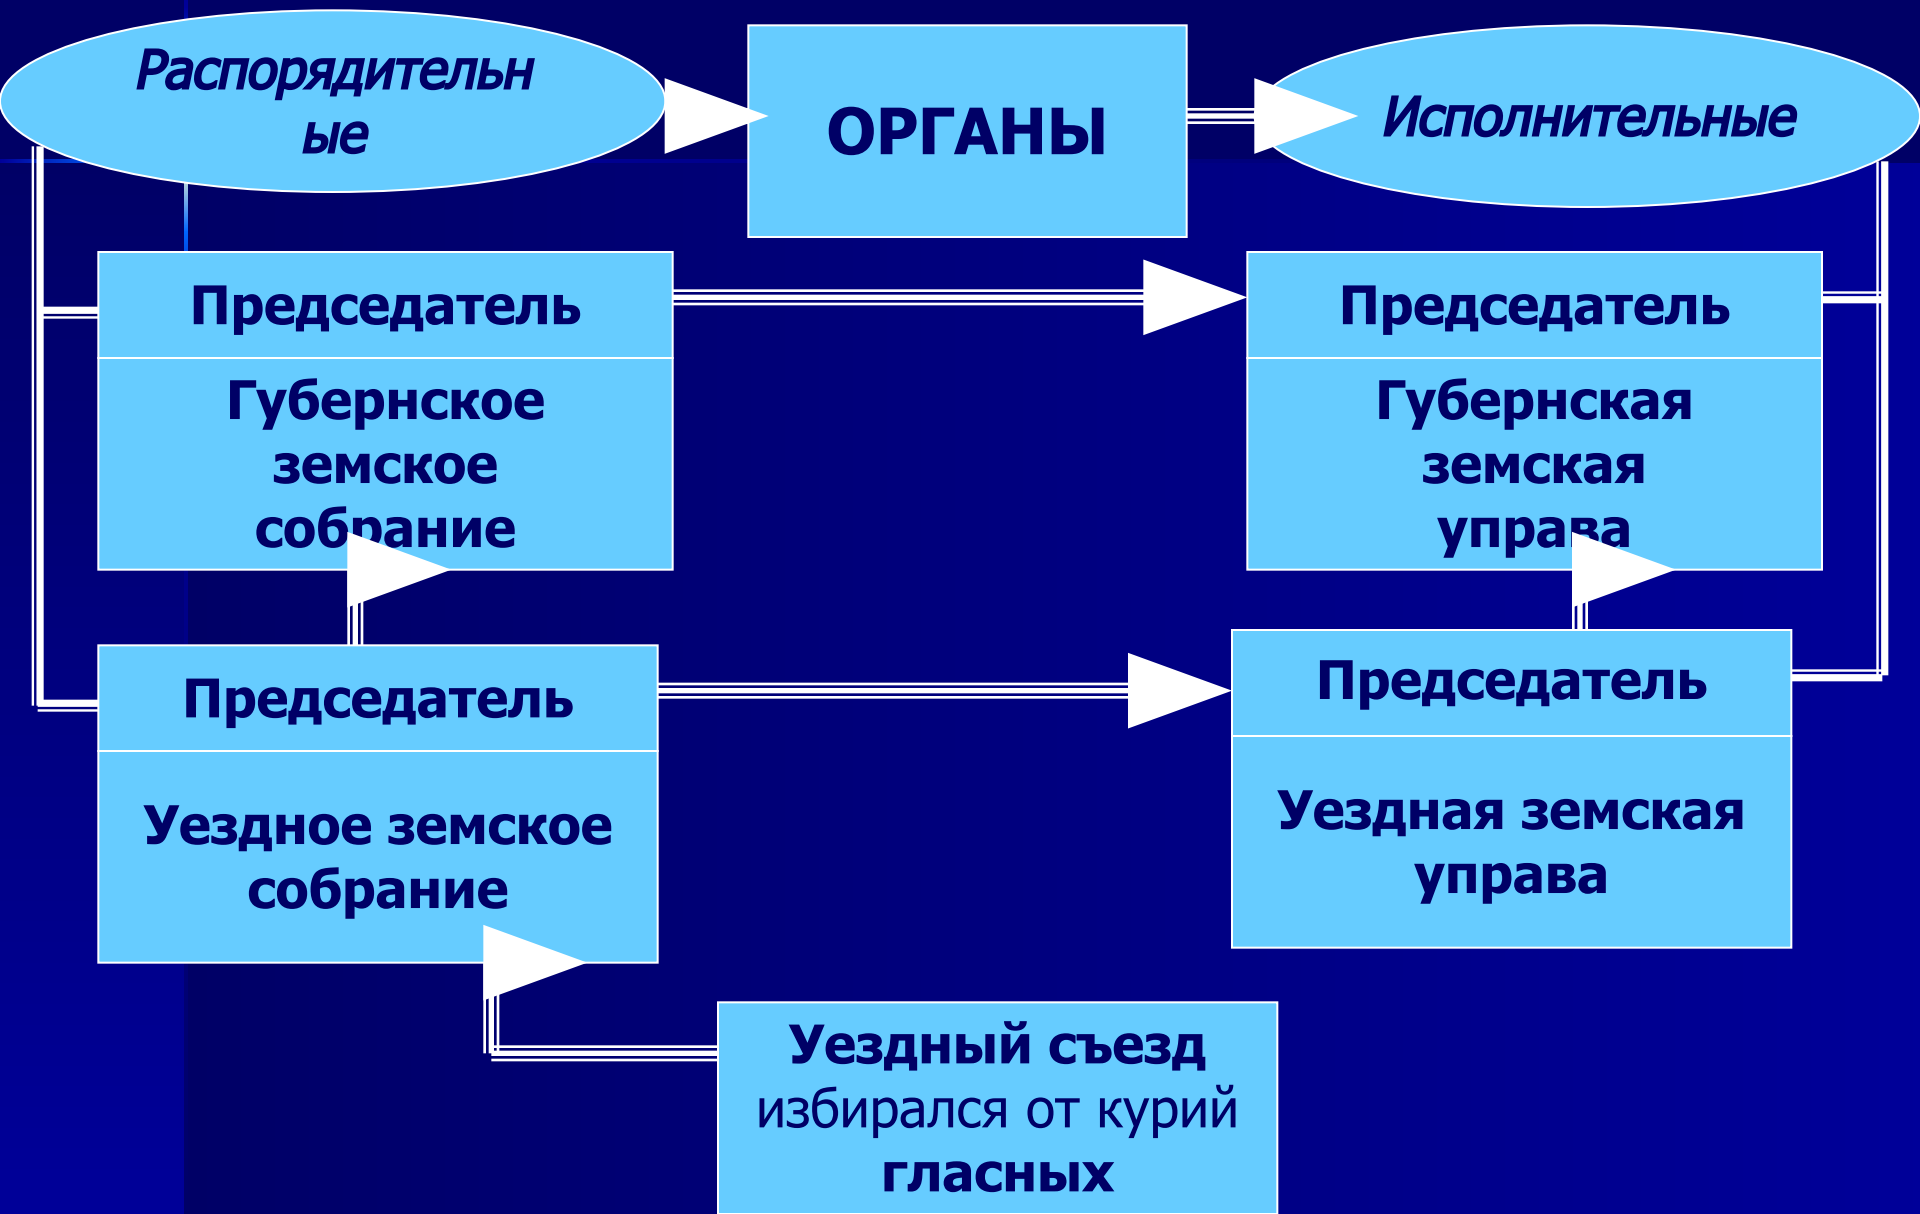 Распорядительн
ые
ОРГАНЫ
Исполнительные
Председатель
Губернское
земское
собрание
Председатель
Губернская
земская
управа
Председатель
Уездное земское
собрание
Председатель
Уездная земская
управа
Уездный съезд
избирался от курий
гласных